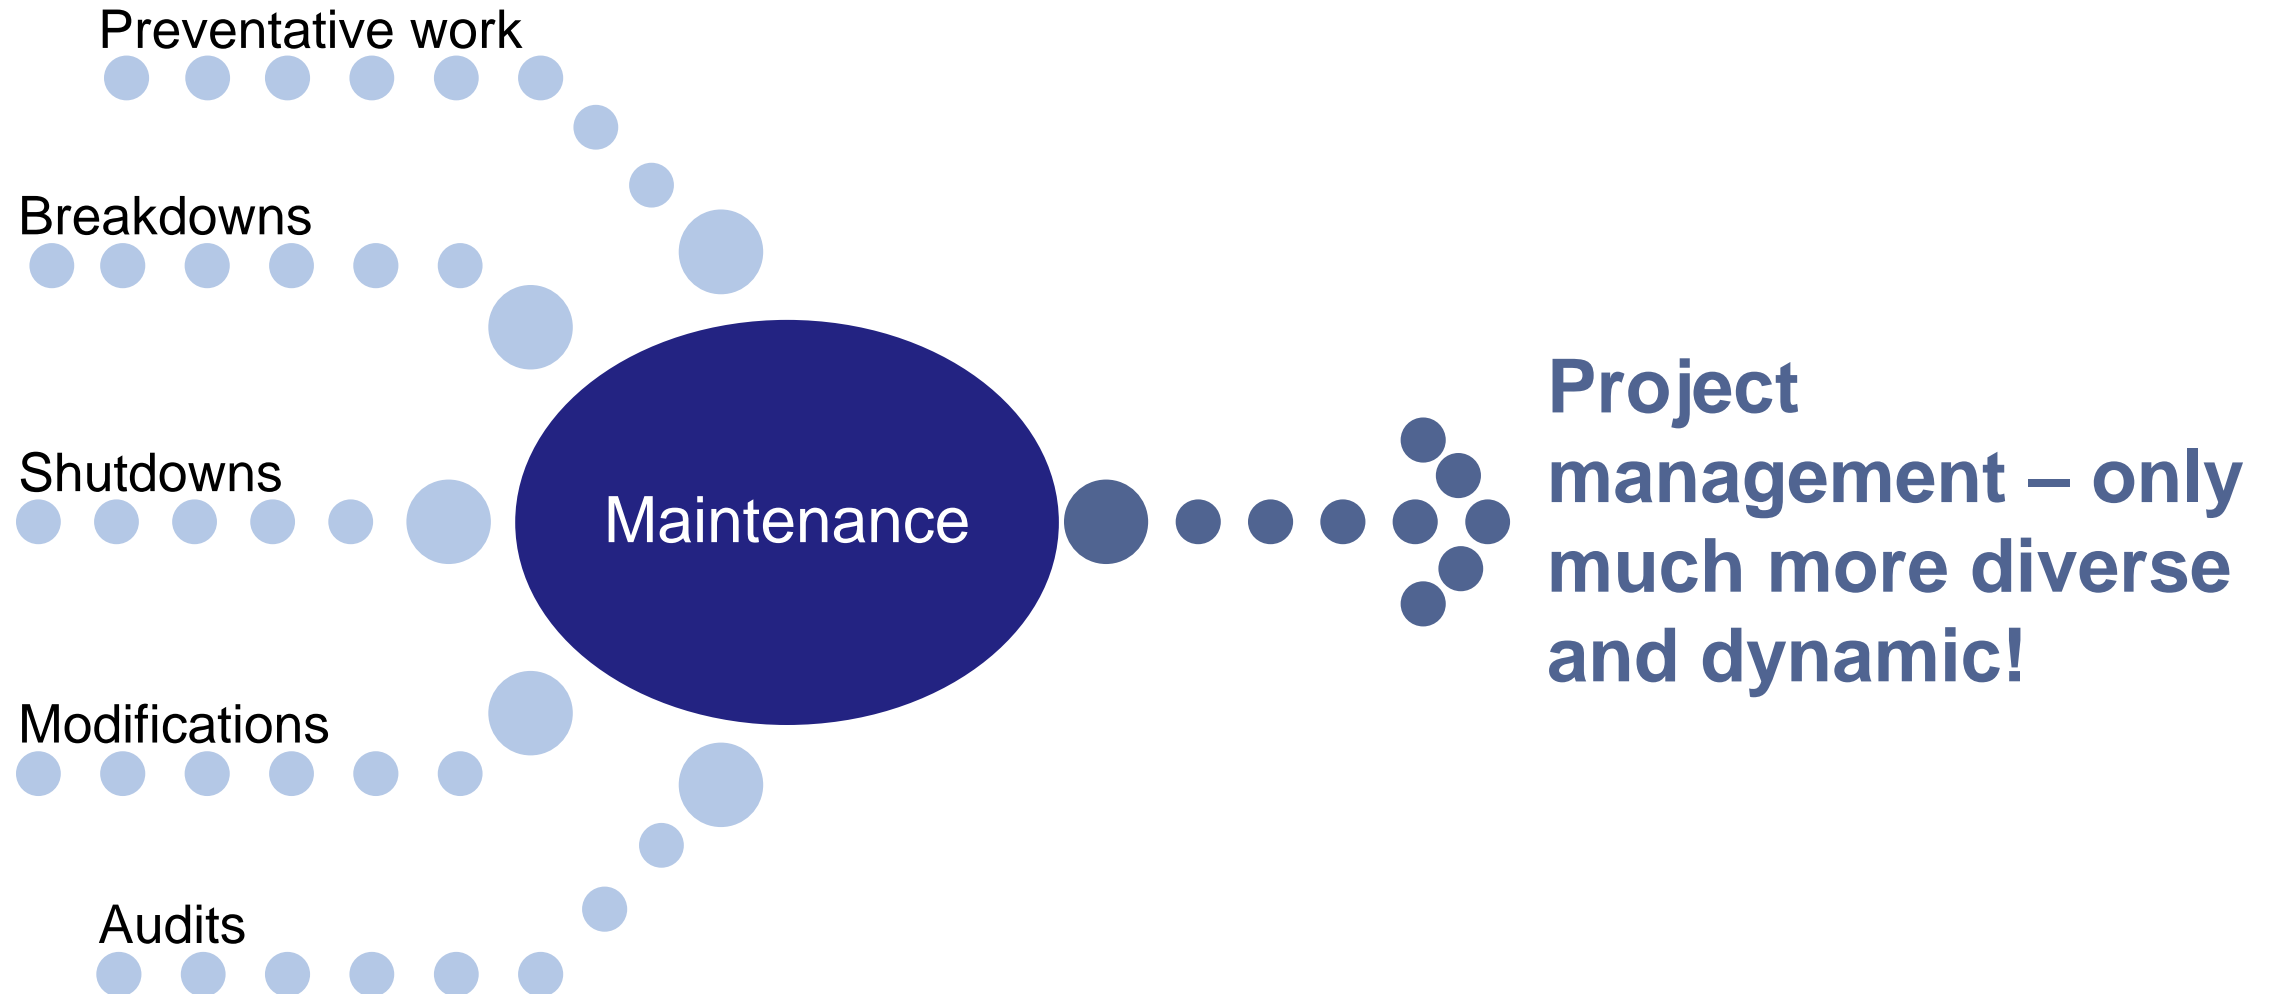 Preventative work
Breakdowns
Shutdowns
Modifications
Audits
Maintenance
Project
management – only
much more diverse
and dynamic!